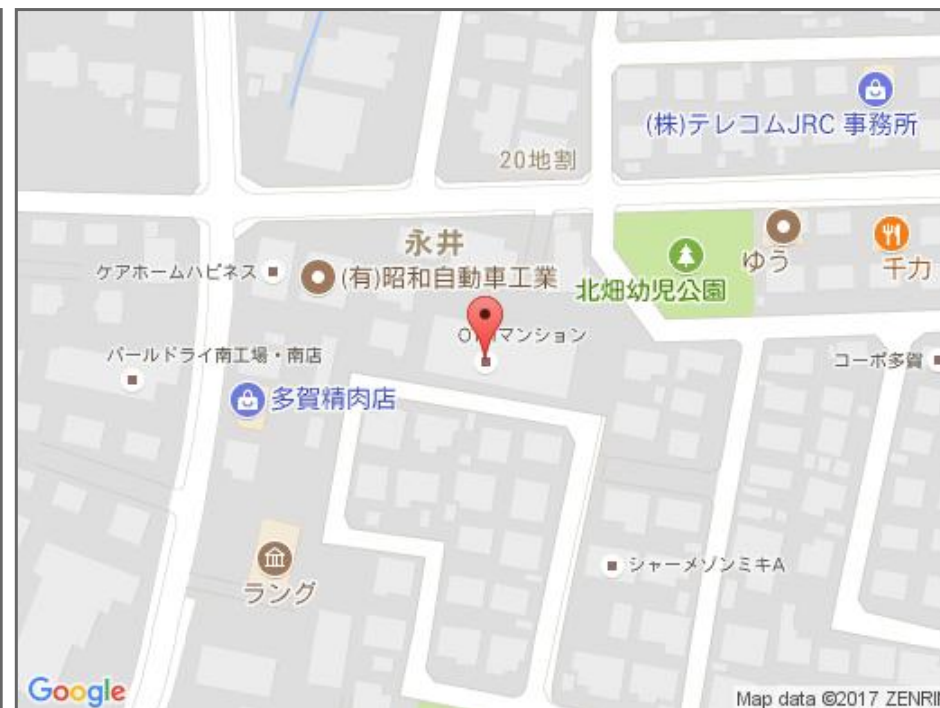 (株)テレコムJRC 事務所
20地割
永井
ケアホームハピネス
(有)昭和自動車工業
北畑幼児公園
ゆう
千力
マンション
パールドライ南工場・南店
多賀精肉店
コーポ多賀
シャーメゾンミキA
ラング
Google
Map data ©2017 ZENRIN